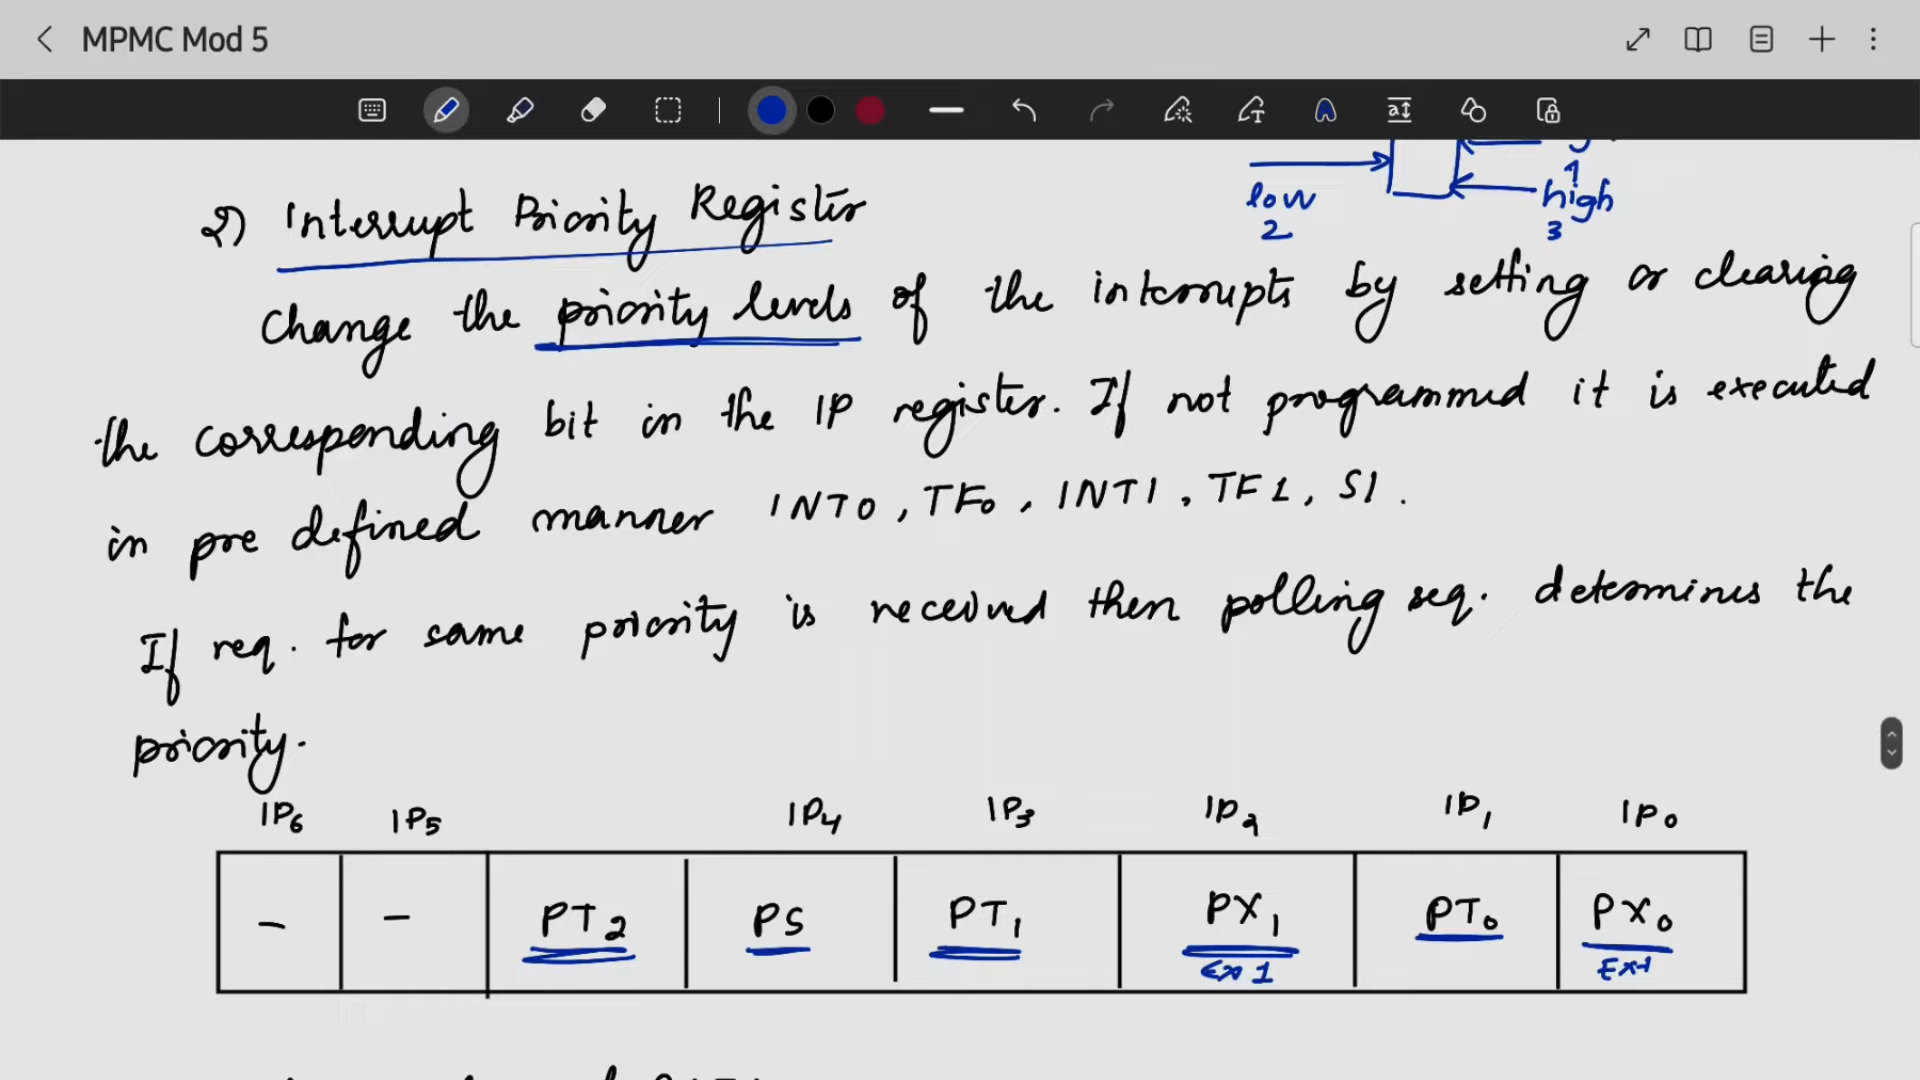 MPMC Mod 5
low
2
1
high
3
2) Interrupt Priority Register
Change the priority levels of the interrupts by setting or clearing
the corresponding bit in the IP register. If not programmed it is executed
in pre defined manner INT0, TF0, INT1, TF1, SI.
If req. for same priority is received then polling seq. determines the
priority.
IP6 IP5 IP4 IP3 IP2 IP1 IP0
– – PT2 PS PT1 PX1 PT0 PX0
Ex 1 Ext